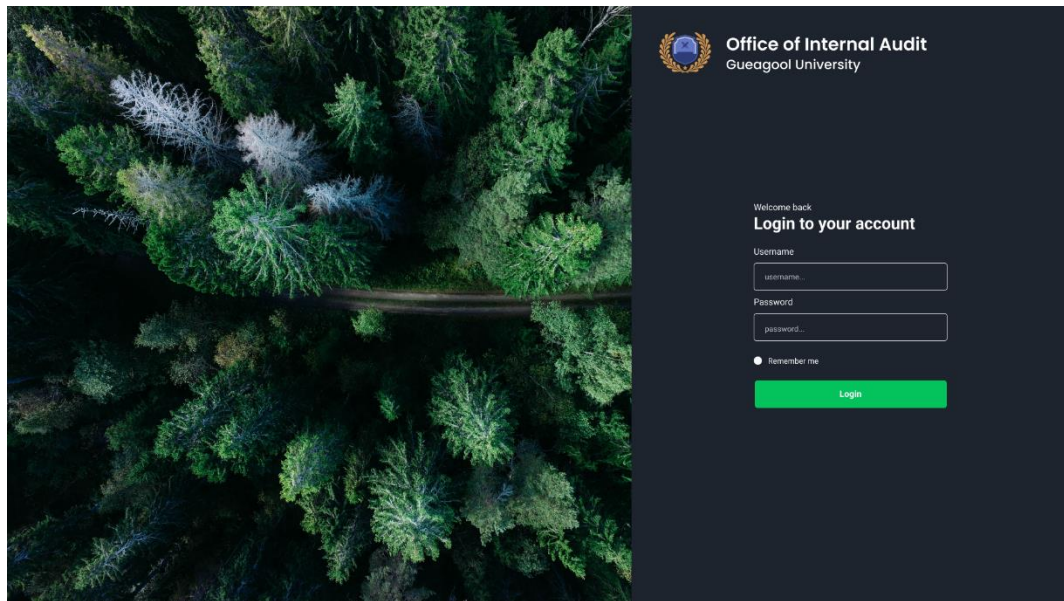 Office of Internal Audit
Gueagool University
Welcome back
Login to your account
Username
username...
Password
password...
Remember me
Login